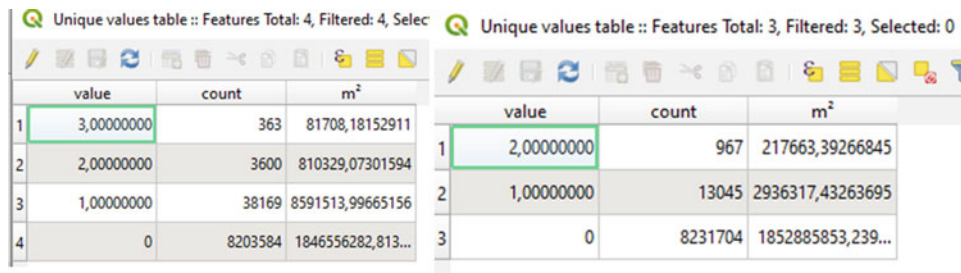 Unique values table :: Features Total: 4, Filtered: 4, Selec
value count m²
1 3,00000000 363 81708,18152911
2 2,00000000 3600 810329,07301594
3 1,00000000 38169 8591513,99665156
4 0 8203584 1846556282,813...
Unique values table :: Features Total: 3, Filtered: 3, Selected: 0
value count m²
1 2,00000000 967 217663,39266845
2 1,00000000 13045 2936317,43263695
3 0 8231704 1852885853,239...